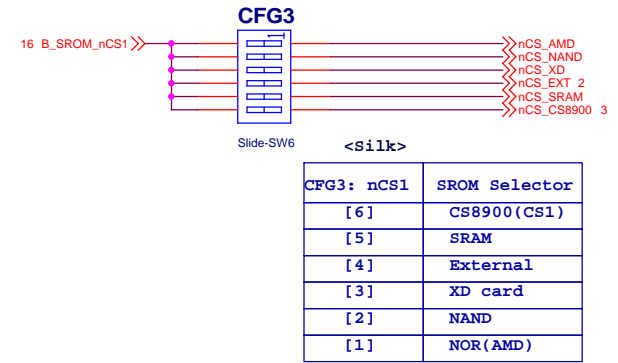 CFG3
16 B_SROM_nCS1
1
nCS_AMD
nCS_NAND
nCS_XD
nCS_EXT 2
nCS_SRAM
nCS_CS8900 3
Slide-SW6
<Silk>
CFG3: nCS1 SROM Selector
[6] CS8900(CS1)
[5] SRAM
[4] External
[3] XD card
[2] NAND
[1] NOR(AMD)